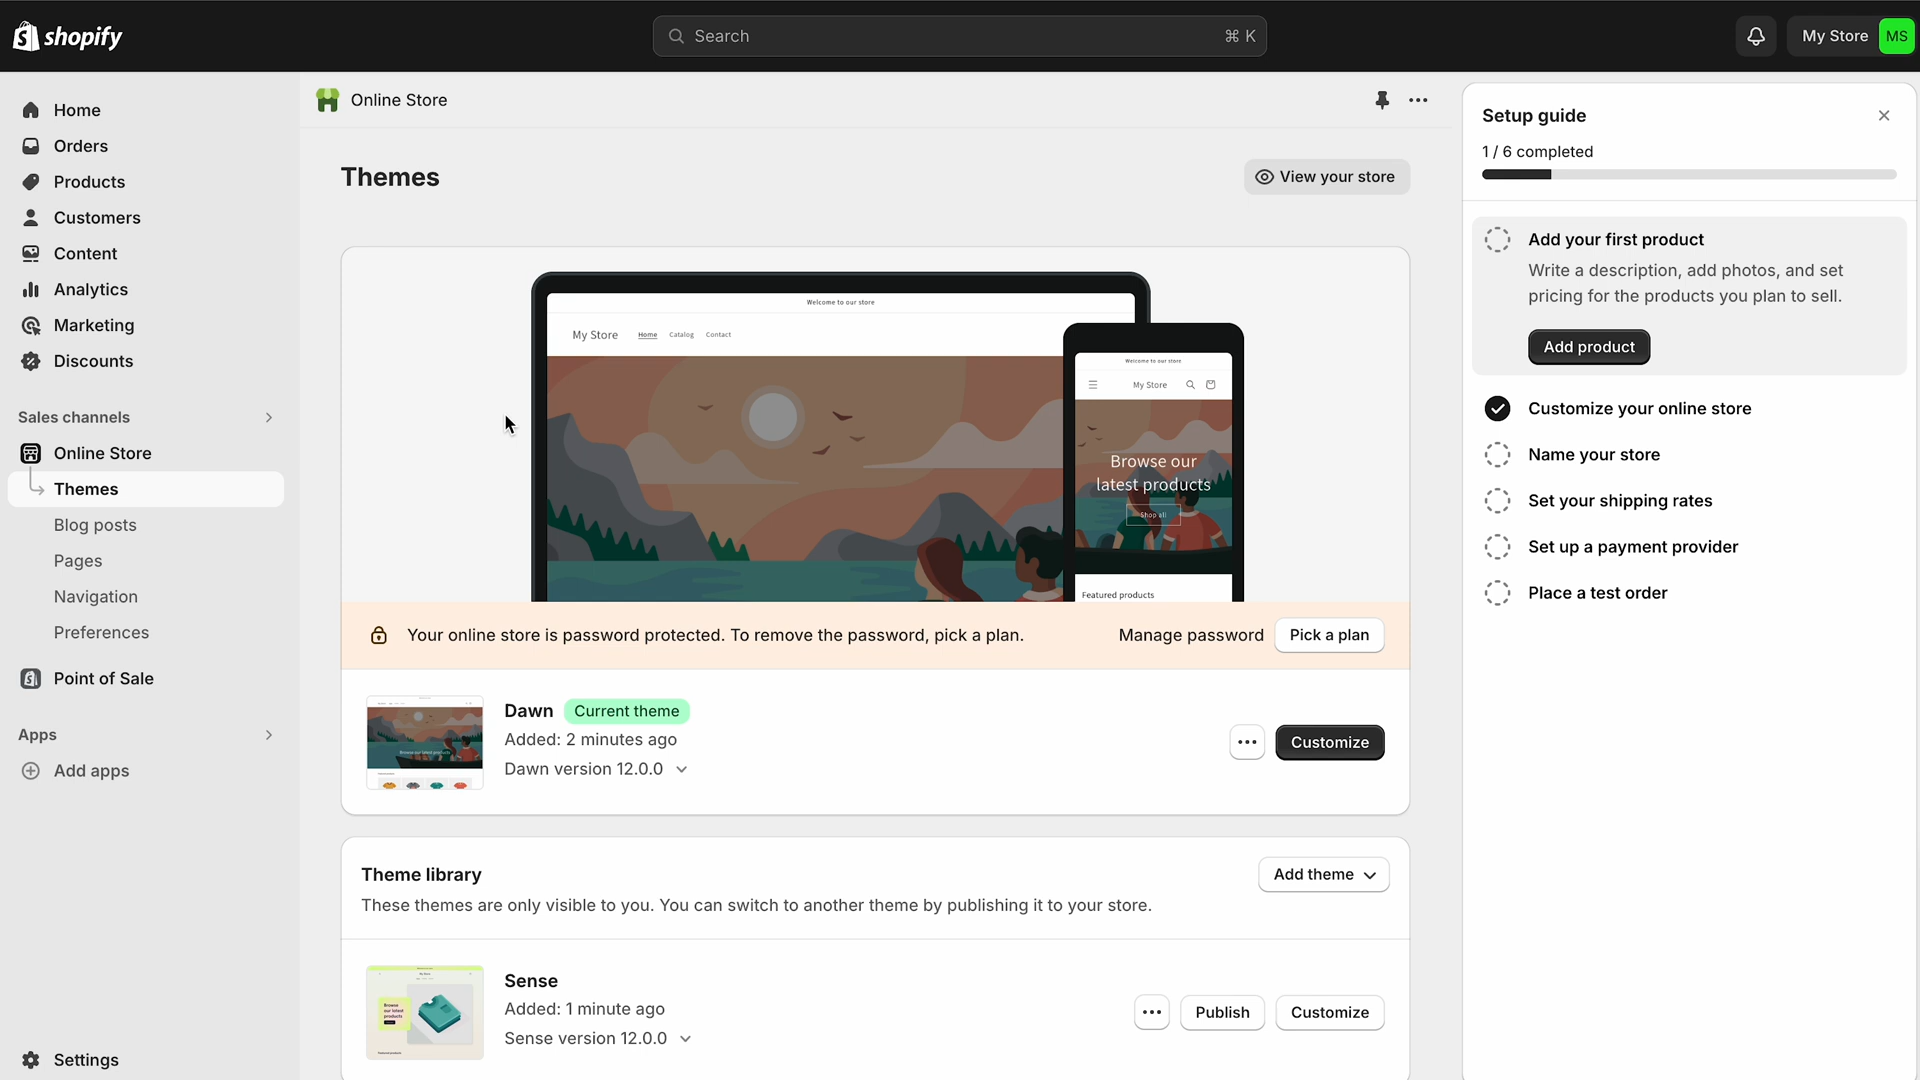 shopify
Search
⌘ K
My Store
MS
Home
Orders
Products
Customers
Content
Analytics
Marketing
Discounts
Sales channels
Online Store
Themes
Blog posts
Pages
Navigation
Preferences
Point of Sale
Apps
Add apps
Settings
Online Store
Themes
View your store
Welcome to our store
My Store
Home
Catalog
Contact
Welcome to our store
My Store
Browse our
latest products
Shop all
Featured products
Your online store is password protected. To remove the password, pick a plan.
Manage password
Pick a plan
Browse our latest products
Dawn
Current theme
Added: 2 minutes ago
Dawn version 12.0.0
Customize
Theme library
Add theme
These themes are only visible to you. You can switch to another theme by publishing it to your store.
Browse
our latest
products
Sense
Added: 1 minute ago
Sense version 12.0.0
Publish
Customize
Setup guide
1 / 6 completed
Add your first product
Write a description, add photos, and set
pricing for the products you plan to sell.
Add product
Customize your online store
Name your store
Set your shipping rates
Set up a payment provider
Place a test order